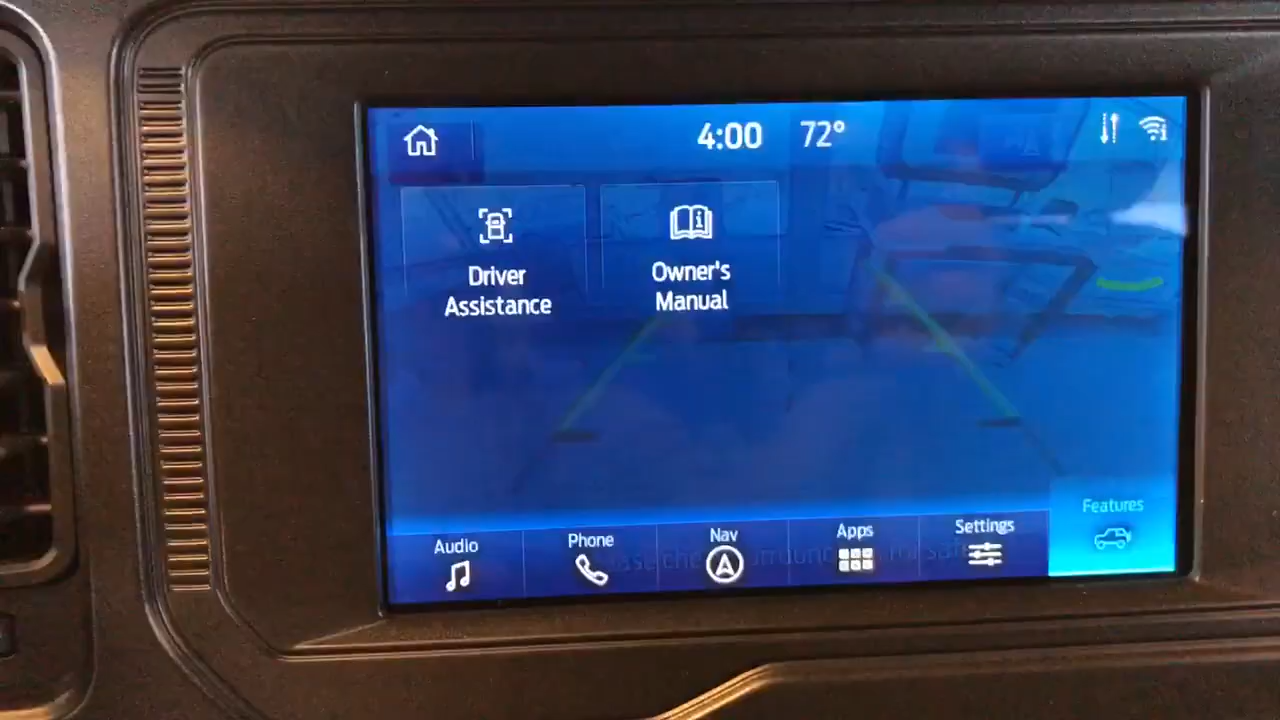 4:00 72°
Driver
Assistance
Owner's
Manual
Features
Audio
Phone
Nav
Apps
Settings